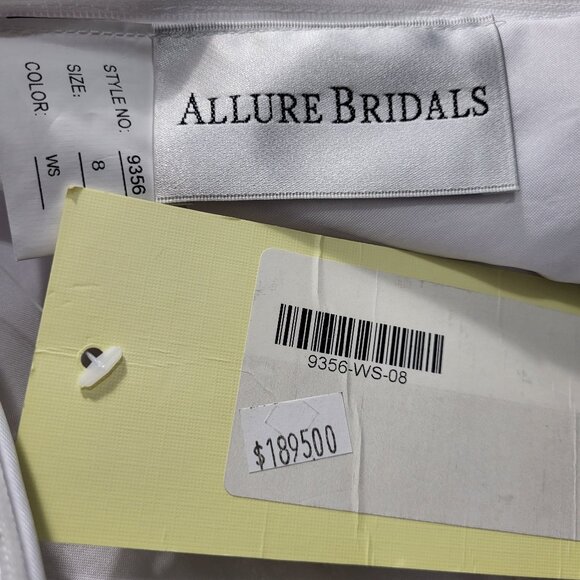 ALLURE BRIDALS
STYLE NO: 9356
SIZE: 8
COLOR: WS
9356-WS-08
$189500